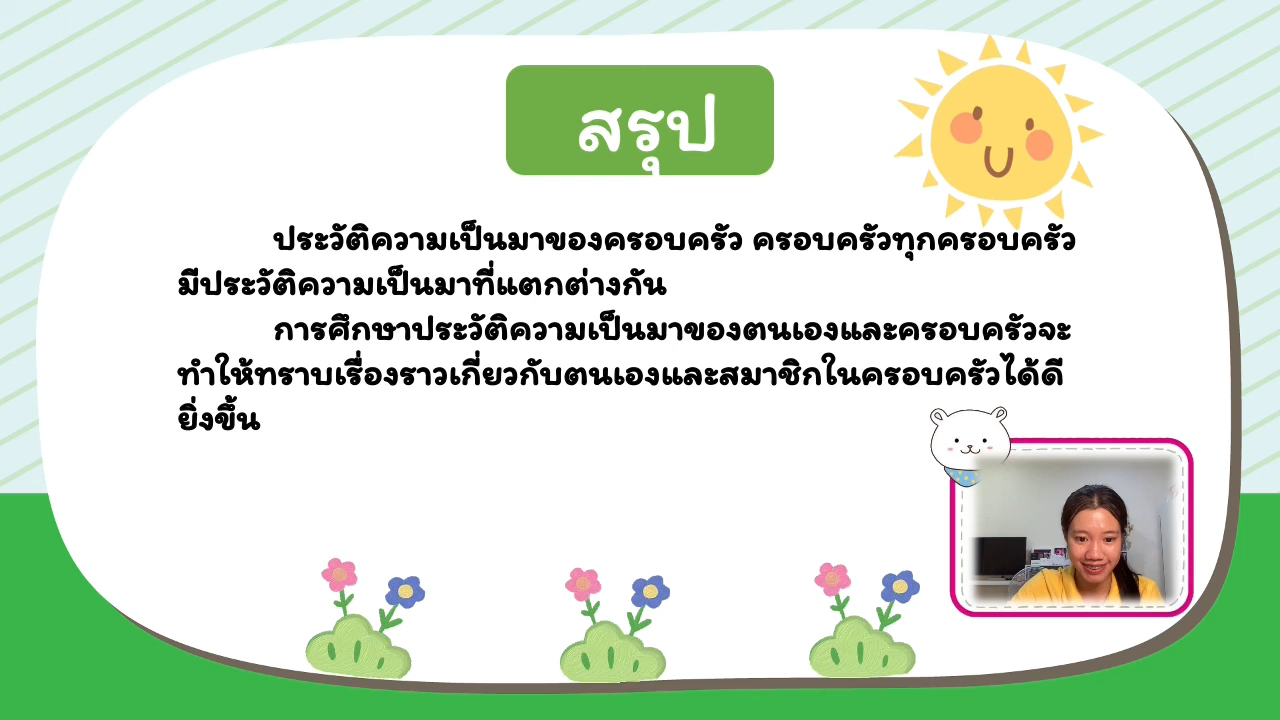 สรุป
ประวัติความเป็นมาของครอบครัว ครอบครัวทุกครอบครัว
มีประวัติความเป็นมาที่แตกต่างกัน
การศึกษาประวัติความเป็นมาของตนเองและครอบครัวจะ
ทำให้ทราบเรื่องราวเกี่ยวกับตนเองและสมาชิกในครอบครัวได้ดี
ยิ่งขึ้น